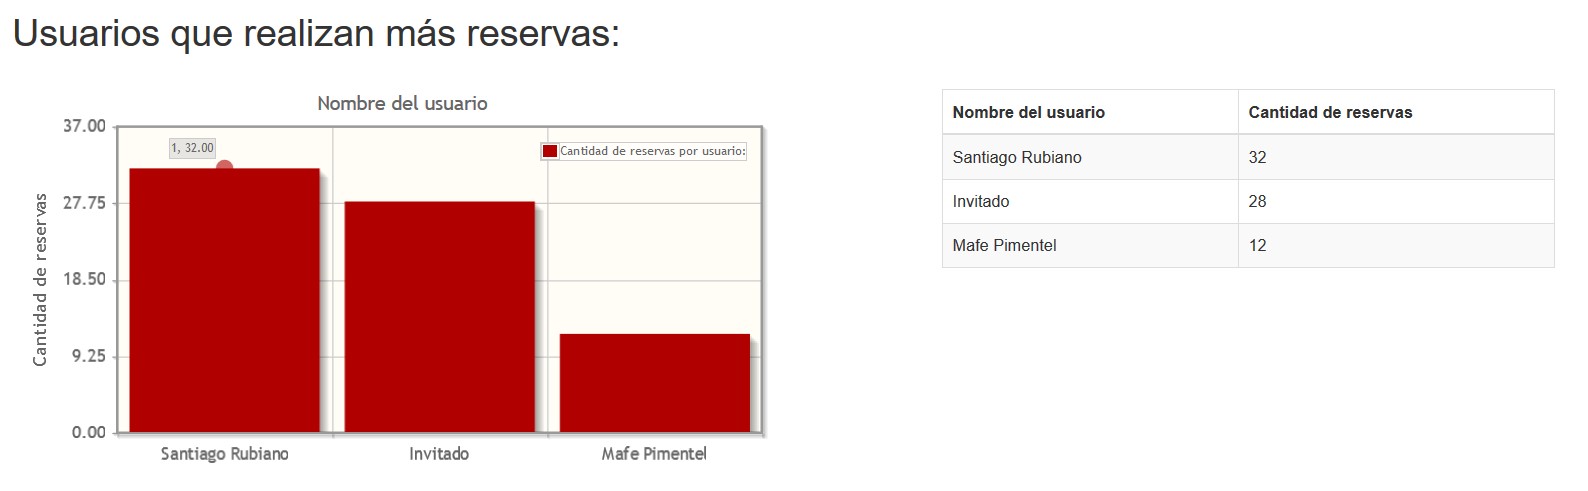 Usuarios que realizan más reservas:
Nombre del usuario
37.00
27.75
18.50
9.25
0.00
Cantidad de reservas
1, 32.00
Cantidad de reservas por usuario:
Santiago Rubiano Invitado Mafe Pimentel
Nombre del usuario Cantidad de reservas
Santiago Rubiano 32
Invitado 28
Mafe Pimentel 12